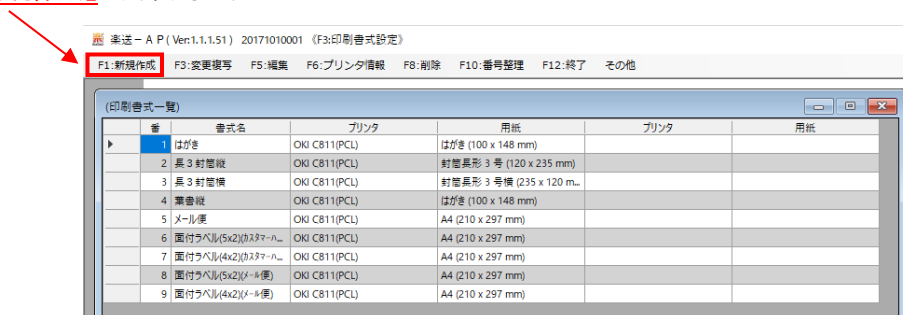 楽送－ＡＰ( Ver:1.1.1.51 ) 20171010001 《F3:印刷書式設定》
F1:新規作成 F3:変更複写 F5:編集 F6:プリンタ情報 F8:削除 F10:番号整理 F12:終了 その他
(印刷書式一覧)
番 書式名 プリンタ 用紙 プリンタ 用紙
1 はがき OKI C811(PCL) はがき (100 x 148 mm)
2 長３封筒縦 OKI C811(PCL) 封筒長形 3 号 (120 x 235 mm)
3 長３封筒横 OKI C811(PCL) 封筒長形 3 号横 (235 x 120 m...
4 葉書縦 OKI C811(PCL) はがき (100 x 148 mm)
5 メール便 OKI C811(PCL) A4 (210 x 297 mm)
6 面付ラベル(5x2)(ｶｽﾀﾏｰﾊ... OKI C811(PCL) A4 (210 x 297 mm)
7 面付ラベル(4x2)(ｶｽﾀﾏｰﾊ... OKI C811(PCL) A4 (210 x 297 mm)
8 面付ラベル(5x2)(ﾒｰﾙ便) OKI C811(PCL) A4 (210 x 297 mm)
9 面付ラベル(4x2)(ﾒｰﾙ便) OKI C811(PCL) A4 (210 x 297 mm)